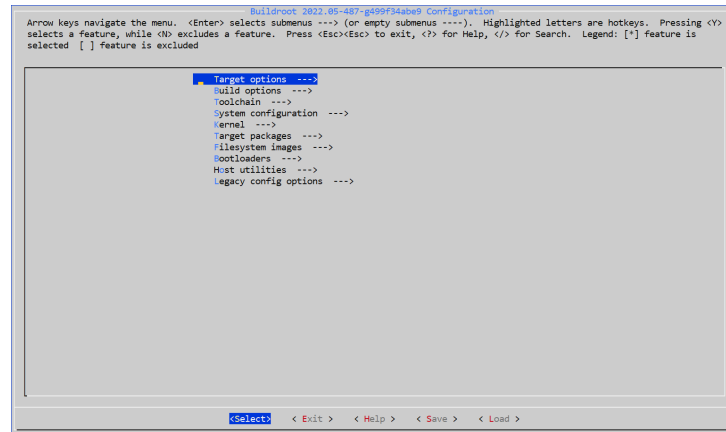 Buildroot 2022.05-487-g499f34abe9 Configuration
Arrow keys navigate the menu.  <Enter> selects submenus ---> (or empty submenus ----).  Highlighted letters are hotkeys.  Pressing <Y>
selects a feature, while <N> excludes a feature.  Press <Esc><Esc> to exit, <?> for Help, </> for Search.  Legend: [*] feature is
selected  [ ] feature is excluded
Target options  --->
Build options  --->
Toolchain  --->
System configuration  --->
Kernel  --->
Target packages  --->
Filesystem images  --->
Bootloaders  --->
Host utilities  --->
Legacy config options  --->
<Select>    < Exit >    < Help >    < Save >    < Load >